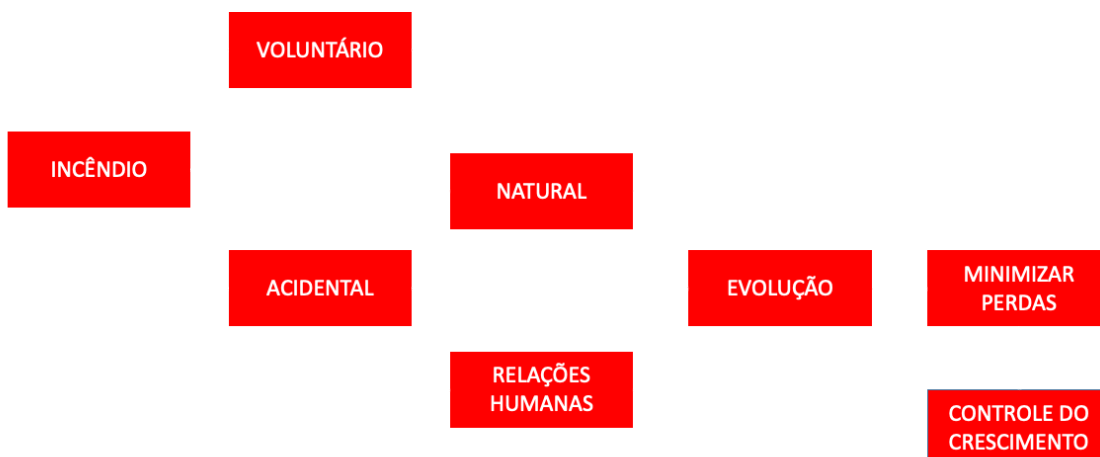 VOLUNTÁRIO
INCÊNDIO
NATURAL
ACIDENTAL
EVOLUÇÃO
MINIMIZAR
PERDAS
RELAÇÕES
HUMANAS
CONTROLE DO
CRESCIMENTO